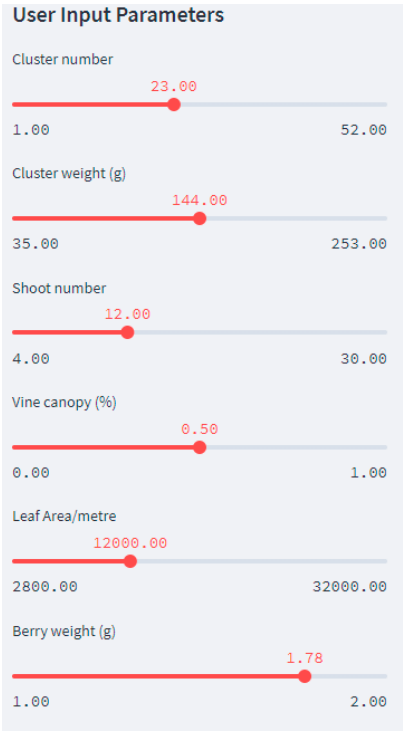 User Input Parameters
Cluster number
23.00
1.00 52.00
Cluster weight (g)
144.00
35.00 253.00
Shoot number
12.00
4.00 30.00
Vine canopy (%)
0.50
0.00 1.00
Leaf Area/metre
12000.00
2800.00 32000.00
Berry weight (g)
1.78
1.00 2.00